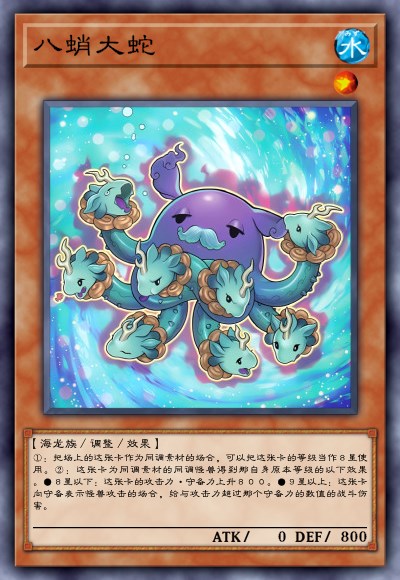 八蛸大蛇
水
【海龙族/调整/效果】
①：把场上的这张卡作为同调素材的场合，可以把这张卡的等级当作８星使
用。②：这张卡为同调素材的同调怪兽得到那自身原本等级的以下效果
。●８星以下：这张卡的攻击力・守备力上升８００。●９星以上：这张卡
向守备表示怪兽攻击的场合，给与攻击力超过那个守备力的数值的战斗伤
害。
ATK/ 0 DEF/ 800